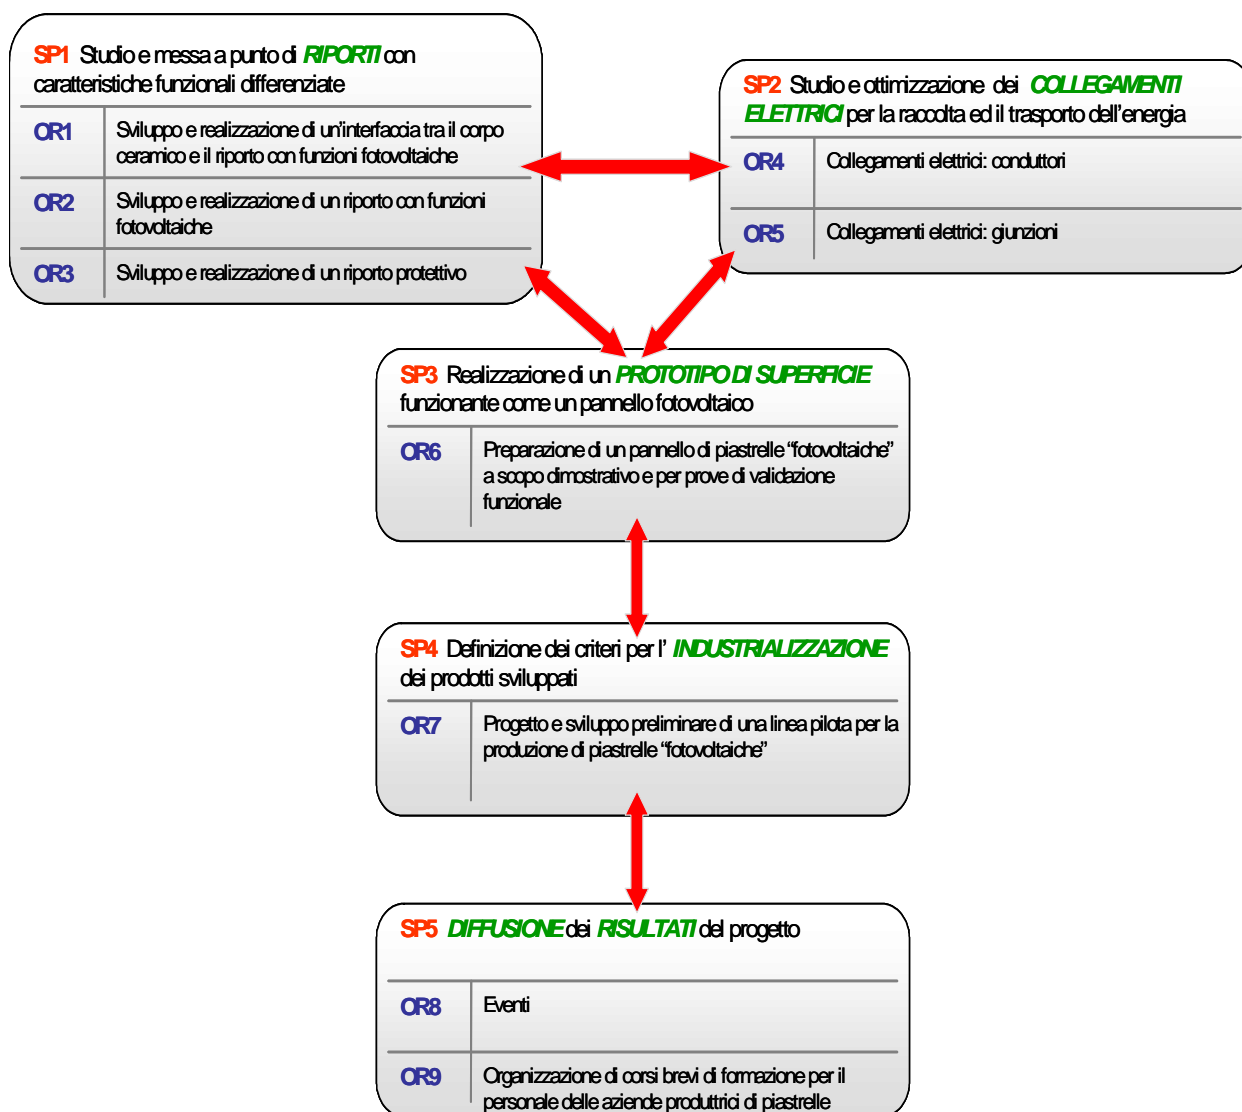 SP1 Studio e messa a punto di RIPORTI con
caratteristiche funzionali differenziate
OR1 Sviluppo e realizzazione di un'interfaccia tra il corpo
ceramico e il riporto con funzioni fotovoltaiche
OR2 Sviluppo e realizzazione di un riporto con funzioni
fotovoltaiche
OR3 Sviluppo e realizzazione di un riporto protettivo
SP2 Studio e ottimizzazione dei COLLEGAMENTI
ELETTRICI per la raccolta ed il trasporto dell'energia
OR4 Collegamenti elettrici: conduttori
OR5 Collegamenti elettrici: giunzioni
SP3 Realizzazione di un PROTOTIPO DI SUPERFICIE
funzionante come un pannello fotovoltaico
OR6 Preparazione di un pannello di piastrelle “fotovoltaiche”
a scopo dimostrativo e per prove di validazione
funzionale
SP4 Definizione dei criteri per l' INDUSTRIALIZZAZIONE
dei prodotti sviluppati
OR7 Progetto e sviluppo preliminare di una linea pilota per la
produzione di piastrelle “fotovoltaiche”
SP5 DIFFUSIONE dei RISULTATI del progetto
OR8 Eventi
OR9 Organizzazione di corsi brevi di formazione per il
personale delle aziende produttrici di piastrelle